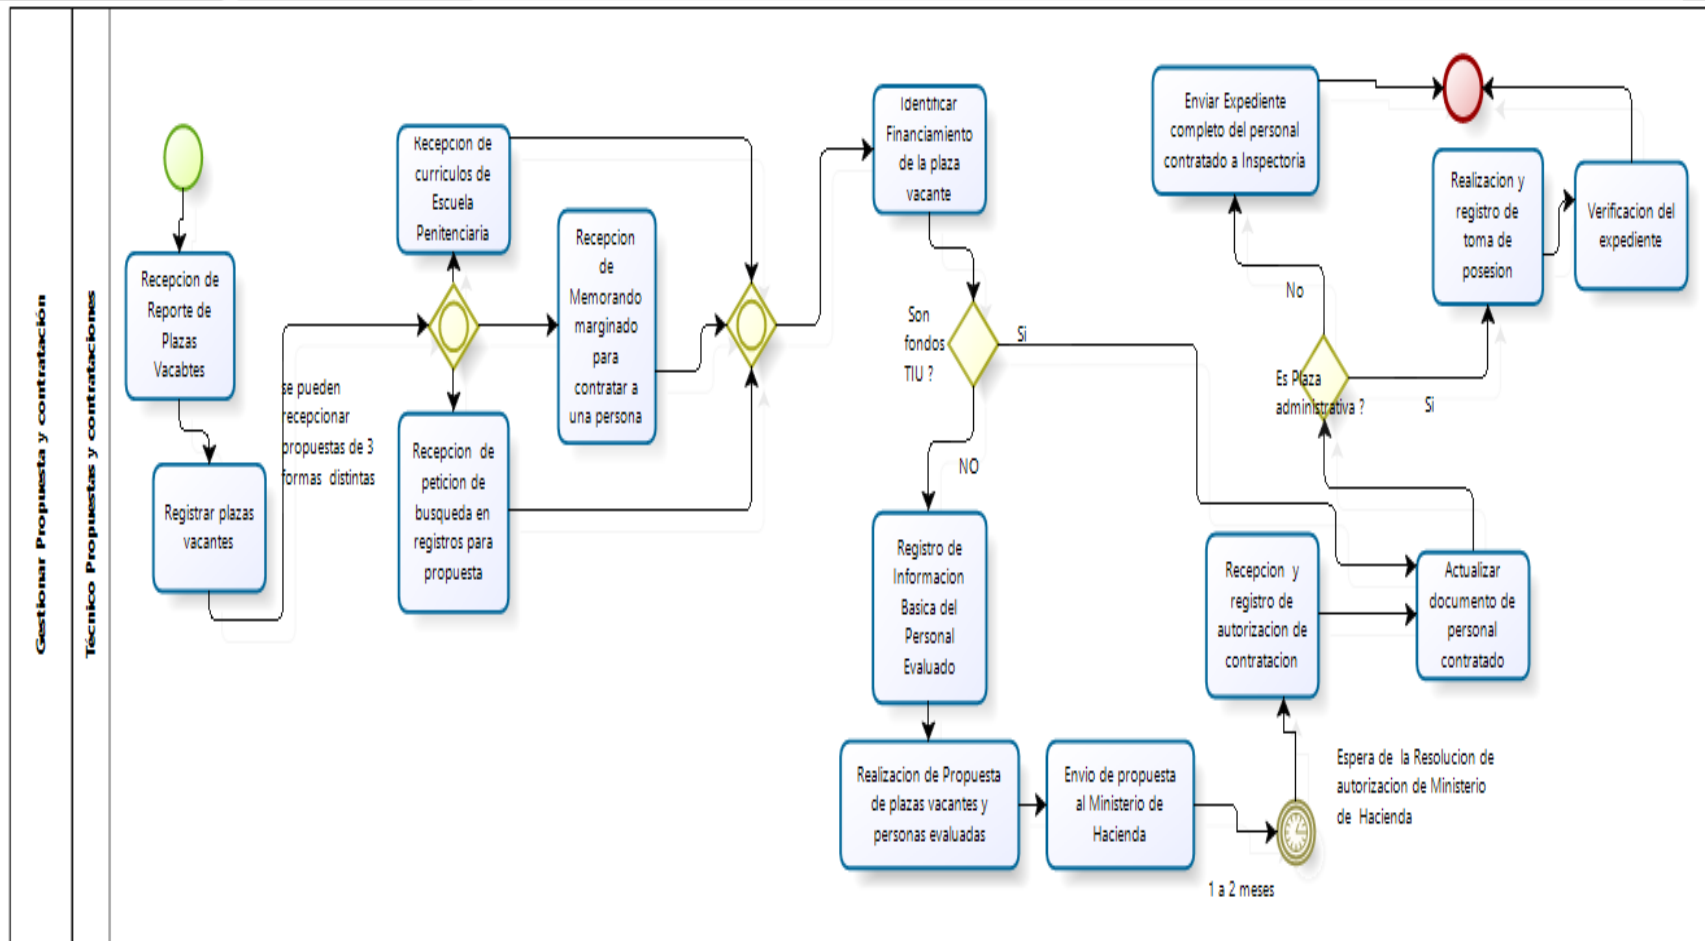 Gestionar Propuesta y contratación
Técnico Propuestas y contrataciones
Recepcion de
Reporte de
Plazas
Vacabtes
Registrar plazas
vacantes
se pueden
recepcionar
propuestas de 3
formas distintas
Recepcion de
curriculos de
Escuela
Penitenciaria
Recepcion
de
Memorando
marginado
para
contratar a
una persona
Recepcion de
peticion de
busqueda en
registros para
propuesta
Identificar
Financiamiento
de la plaza
vacante
Son
fondos
TIU ?
Si
NO
Registro de
Informacion
Basica del
Personal
Evaluado
Realizacion de Propuesta
de plazas vacantes y
personas evaluadas
Envio de propuesta
al Ministerio de
Hacienda
1 a 2 meses
Espera de la Resolucion de
autorizacion de Ministerio
de Hacienda
Recepcion y
registro de
autorizacion de
contratacion
Actualizar
documento de
personal
contratado
Es Plaza
administrativa ?
No
Si
Enviar Expediente
completo del personal
contratado a Inspectoria
Realizacion y
registro de
toma de
posesion
Verificacion del
expediente